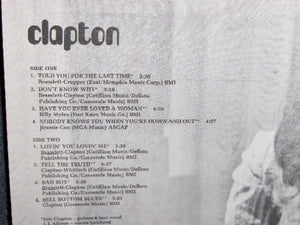 clapton
SIDE ONE
1. TOLD YOU FOR THE LAST TIME* 2:30
Bramlett-Cropper (East/Memphis Music Corp.) BMI
2. DON'T KNOW WHY* 3:10
Bramlett-Clapton (Cotillion Music/Delbon
Publishing Co./Casserole Music) BMI
3. HAVE YOU EVER LOVED A WOMAN**
Billy Myles (Fort Knox Music Co.) BMI
4. NOBODY KNOWS YOU WHEN YOU'RE DOWN AND OUT** 4:57
Jimmie Cox (MCA Music) ASCAP
SIDE TWO
1. LOVIN' YOU LOVIN' ME*
Bramlett-Clapton (Cotillion Music/Delbon
Publishing Co./Casserole Music) BMI
2. TELL THE TRUTH**
Clapton-Whitlock (Cotillion Music/Delbon
Publishing Co./Casserole Music) BMI
3. BAD BOY*
Bramlett-Clapton (Cotillion Music/Delbon
Publishing Co./Casserole Music) BMI
4. BELL BOTTOM BLUES**
*Eric Clapton – guitars & lead vocal